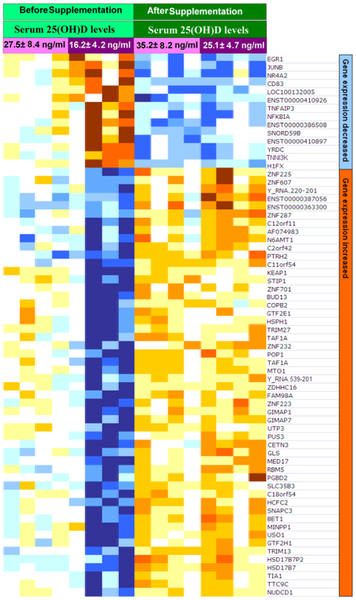 Before Supplementation
After Supplementation
Serum 25(OH)D levels
Serum 25(OH)D levels
27.5± 8.4 ng/ml
16.2± 4.2 ng/ml
35.2± 8.2 ng/ml
25.1± 4.7 ng/ml
EGR1
JUNB
NR4A2
CD83
LOC100132005
ENST00000410926
TNFAIP3
NFKBIA
ENST00000386508
SNORD59B
ENST00000410897
YRDC
TNNI3K
H1FX
ZNF225
ZNF607
Y_RNA.220-201
ENST00000387056
ENST00000363300
ZNF287
C12orf11
AF074983
N6AMT1
C2orf42
PTRH2
C11orf54
KEAP1
STIP1
ZNF701
BUD13
COPB2
GTF2E1
HSPH1
TRIM27
TAF1A
ZNF232
POP1
TAF1A
MTO1
Y_RNA.539-201
ZDHHC16
FAM98A
ZNF223
GIMAP1
GIMAP7
UTP3
PUS3
CETN3
GLS
MED17
RBM5
PGBD2
SLC35B3
C18orf54
HCFC2
SNAPC3
BET1
MINPP1
USO1
GTF2H1
TRIM13
HSD17B7P2
HSD17B7
TIA1
TTC9C
NUDCD1
Gene expression decreased
Gene expression increased